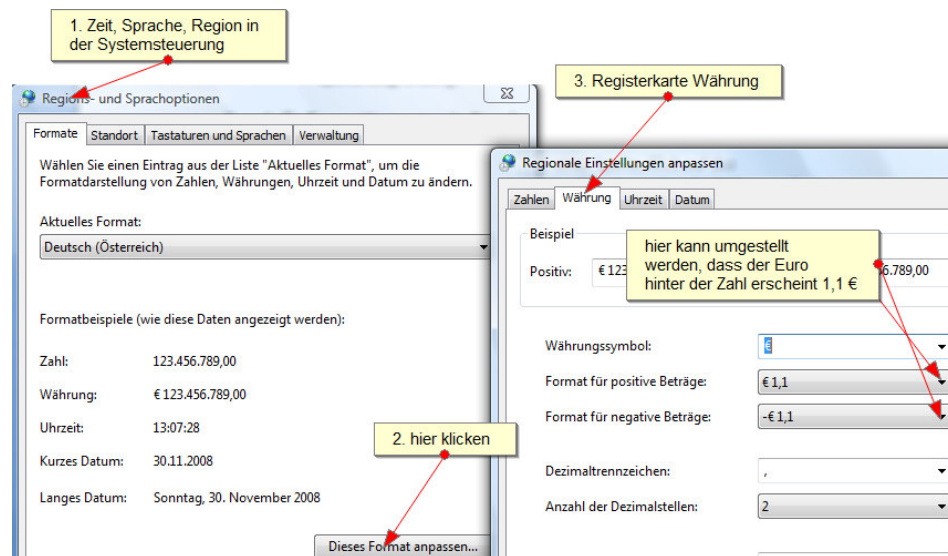 1. Zeit, Sprache, Region in
der Systemsteuerung
Regions- und Sprachoptionen
Formate Standort Tastaturen und Sprachen Verwaltung
Wählen Sie einen Eintrag aus der Liste "Aktuelles Format", um die
Formatdarstellung von Zahlen, Währungen, Uhrzeit und Datum zu ändern.
Aktuelles Format:
Deutsch (Österreich)
Formatbeispiele (wie diese Daten angezeigt werden):
Zahl: 123.456.789,00
Währung: € 123.456.789,00
Uhrzeit: 13:07:28
2. hier klicken
Kurzes Datum: 30.11.2008
Langes Datum: Sonntag, 30. November 2008
Dieses Format anpassen...
3. Registerkarte Währung
Regionale Einstellungen anpassen
Zahlen Währung Uhrzeit Datum
Beispiel
hier kann umgestellt
werden, dass der Euro
hinter der Zahl erscheint 1,1 €
Positiv: € 123 6.789,00
Währungssymbol: €
Format für positive Beträge: € 1,1
Format für negative Beträge: -€ 1,1
Dezimaltrennzeichen: ,
Anzahl der Dezimalstellen: 2